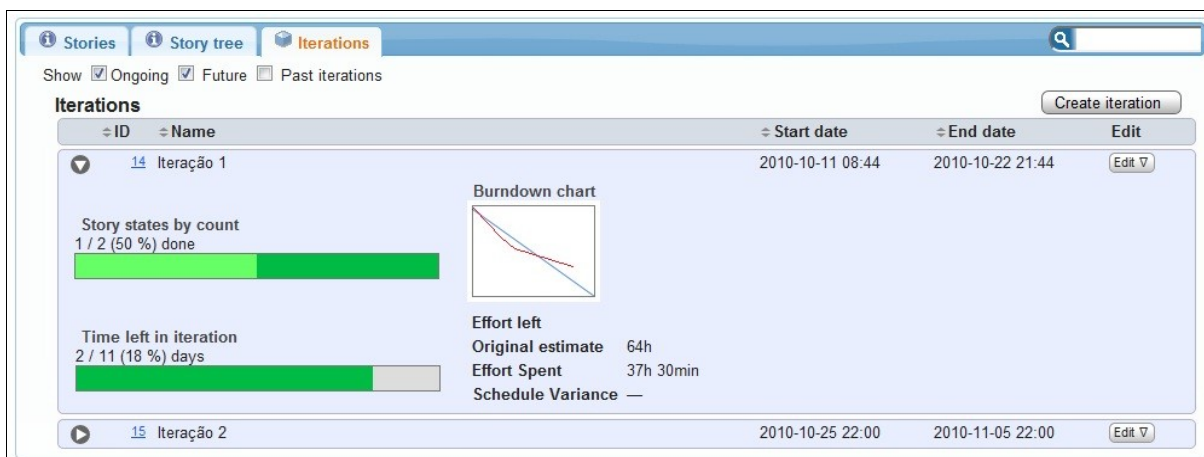 Stories Story tree Iterations
Show Ongoing Future Past iterations
Iterations Create iteration
ID Name Start date End date Edit
14 Iteração 1 2010-10-11 08:44 2010-10-22 21:44 Edit ∇
Burndown chart
Story states by count
1 / 2 (50 %) done
Effort left
Time left in iteration
Original estimate 64h
2 / 11 (18 %) days
Effort Spent 37h 30min
Schedule Variance —
15 Iteração 2 2010-10-25 22:00 2010-11-05 22:00 Edit ∇